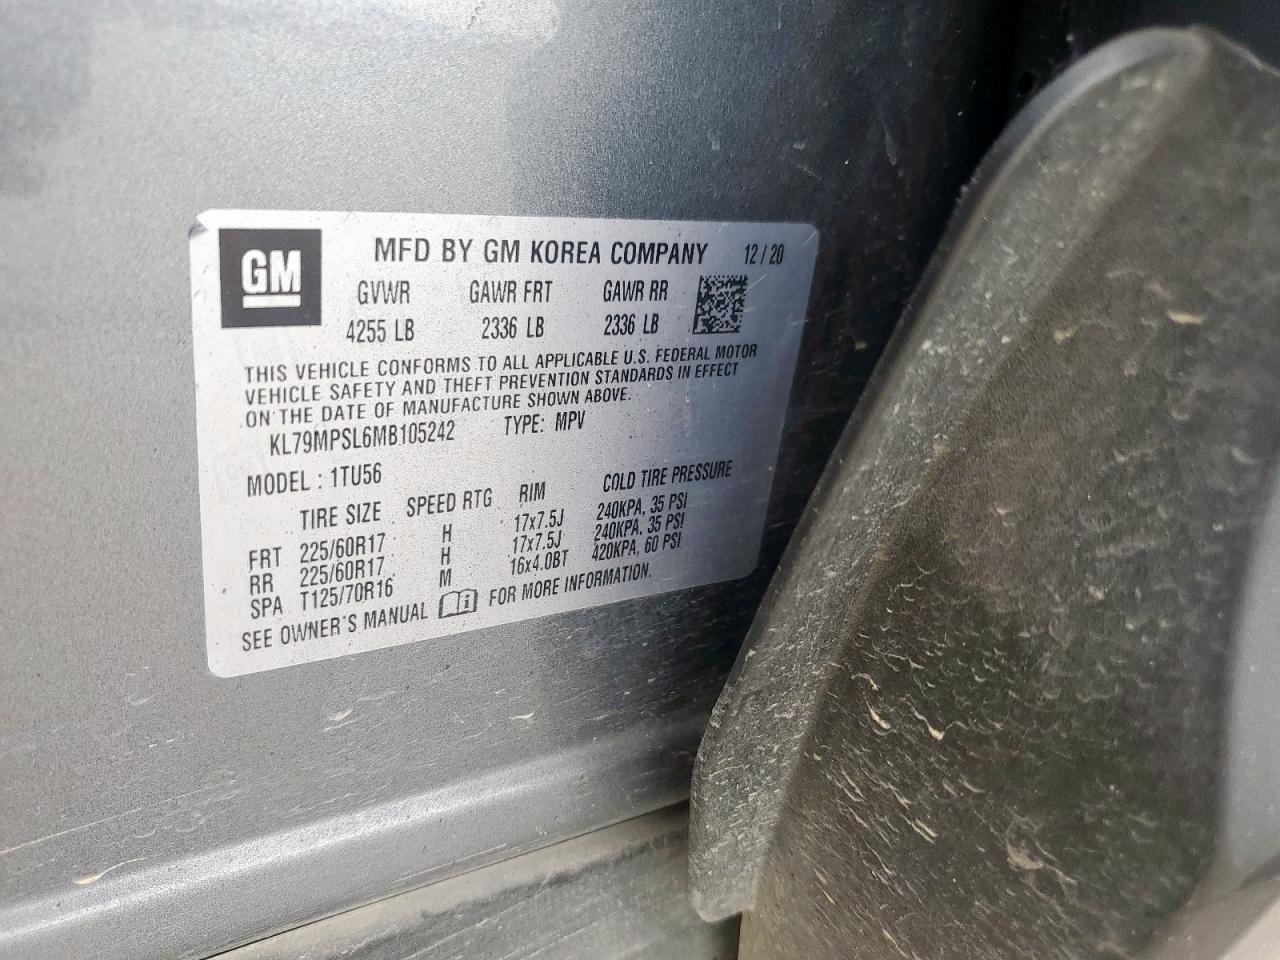 GM MFD BY GM KOREA COMPANY 12/20
GVWR GAWR FRT GAWR RR
4255 LB 2336 LB 2336 LB
THIS VEHICLE CONFORMS TO ALL APPLICABLE U.S. FEDERAL MOTOR
VEHICLE SAFETY AND THEFT PREVENTION STANDARDS IN EFFECT
ON THE DATE OF MANUFACTURE SHOWN ABOVE.
KL79MPSL6MB105242 TYPE: MPV
MODEL : 1TU56
TIRE SIZE SPEED RTG RIM COLD TIRE PRESSURE
FRT 225/60R17 H 17x7.5J 240KPA, 35 PSI
RR 225/60R17 H 17x7.5J 240KPA, 35 PSI
SPA T125/70R16 M 16x4.0BT 420KPA, 60 PSI
SEE OWNER'S MANUAL FOR MORE INFORMATION.